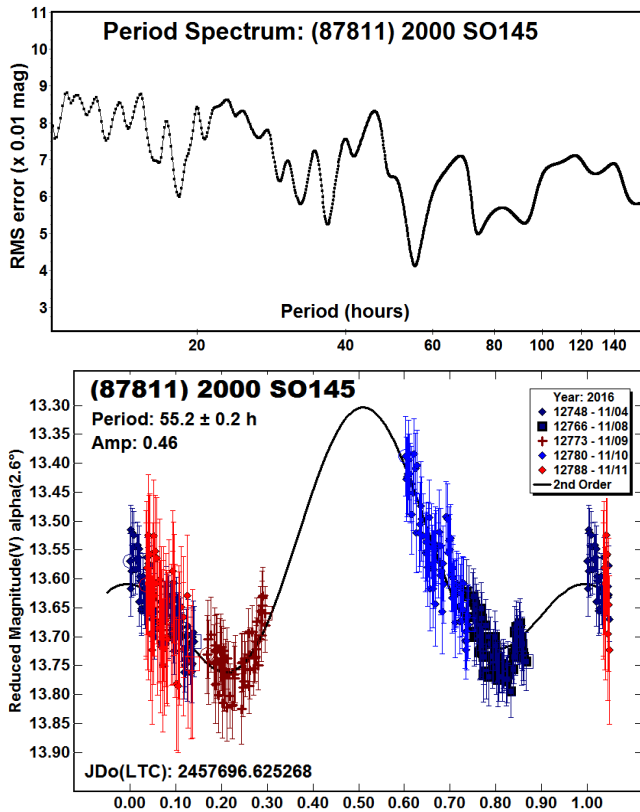 Period Spectrum: (87811) 2000 SO145
11
10
9
8
7
6
5
4
3
RMS error (x 0.01 mag)
Period (hours)
20
40
60
80
100
120
140
(87811) 2000 SO145
Period: 55.2 ± 0.2 h
Amp: 0.46
Year: 2016
12748 - 11/04
12766 - 11/08
12773 - 11/09
12780 - 11/10
12788 - 11/11
2nd Order
13.30
13.35
13.40
13.45
13.50
13.55
13.60
13.65
13.70
13.75
13.80
13.85
13.90
Reduced Magnitude(V) alpha(2.6°)
JDo(LTC): 2457696.625268
0.00
0.10
0.20
0.30
0.40
0.50
0.60
0.70
0.80
0.90
1.00